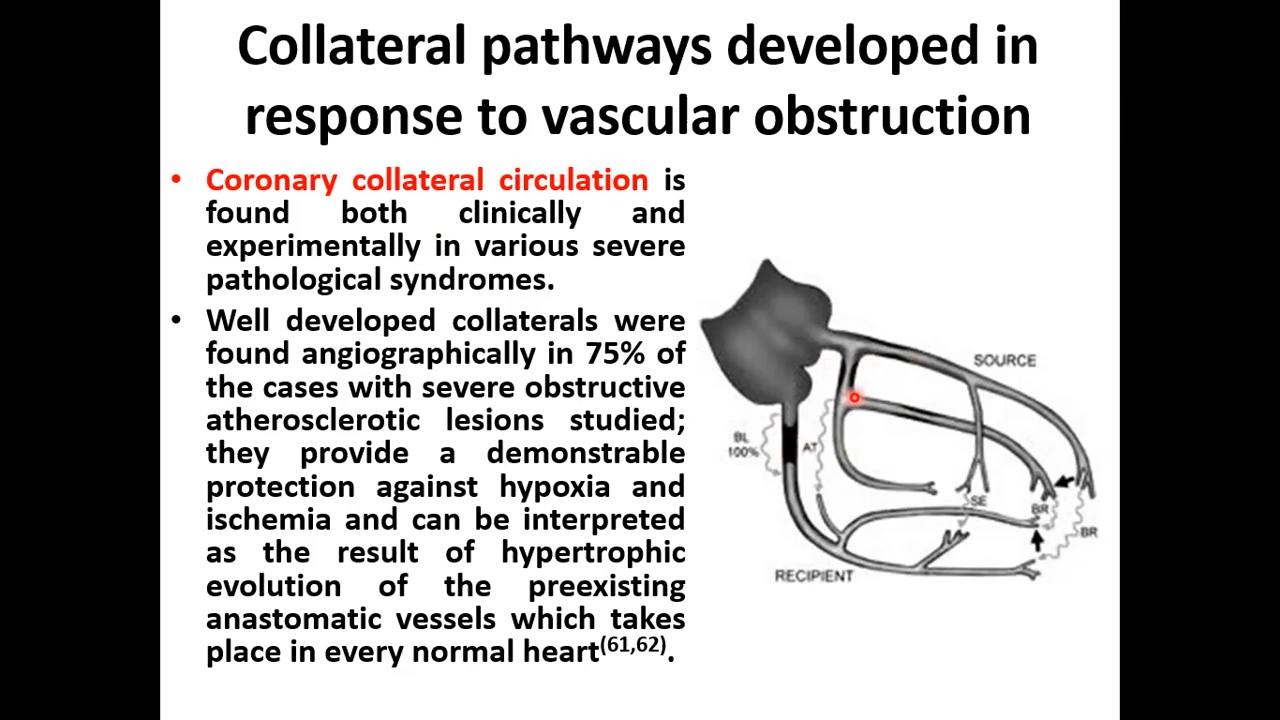 Collateral pathways developed in
response to vascular obstruction
• Coronary collateral circulation is
found both clinically and
experimentally in various severe
pathological syndromes.
• Well developed collaterals were
found angiographically in 75% of
the cases with severe obstructive
atherosclerotic lesions studied;
they provide a demonstrable
protection against hypoxia and
ischemia and can be interpreted
as the result of hypertrophic
evolution of the preexisting
anastomatic vessels which takes
place in every normal heart(61,62).
SOURCE
BL
100%
AT
SE
BR
BR
RECIPIENT